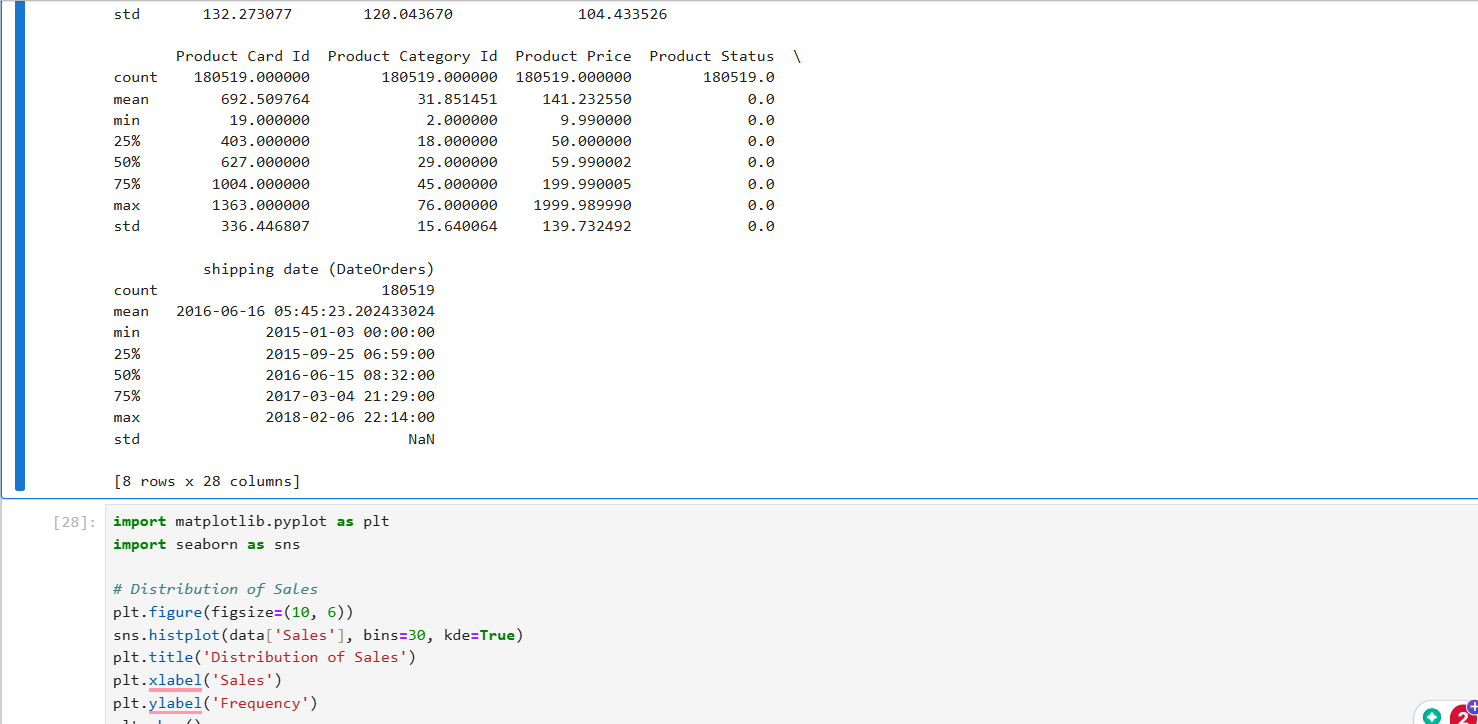 std 132.273077 120.043670 104.433526
Product Card Id Product Category Id Product Price Product Status \
count 180519.000000 180519.000000 180519.000000 180519.0
mean 692.509764 31.851451 141.232550 0.0
min 19.000000 2.000000 9.990000 0.0
25% 403.000000 18.000000 50.000000 0.0
50% 627.000000 29.000000 59.990002 0.0
75% 1004.000000 45.000000 199.990005 0.0
max 1363.000000 76.000000 1999.989990 0.0
std 336.446807 15.640064 139.732492 0.0
shipping date (DateOrders)
count 180519
mean 2016-06-16 05:45:23.202433024
min 2015-01-03 00:00:00
25% 2015-09-25 06:59:00
50% 2016-06-15 08:32:00
75% 2017-03-04 21:29:00
max 2018-02-06 22:14:00
std NaN
[8 rows x 28 columns]
[28]: import matplotlib.pyplot as plt
import seaborn as sns
# Distribution of Sales
plt.figure(figsize=(10, 6))
sns.histplot(data['Sales'], bins=30, kde=True)
plt.title('Distribution of Sales')
plt.xlabel('Sales')
plt.ylabel('Frequency')
2